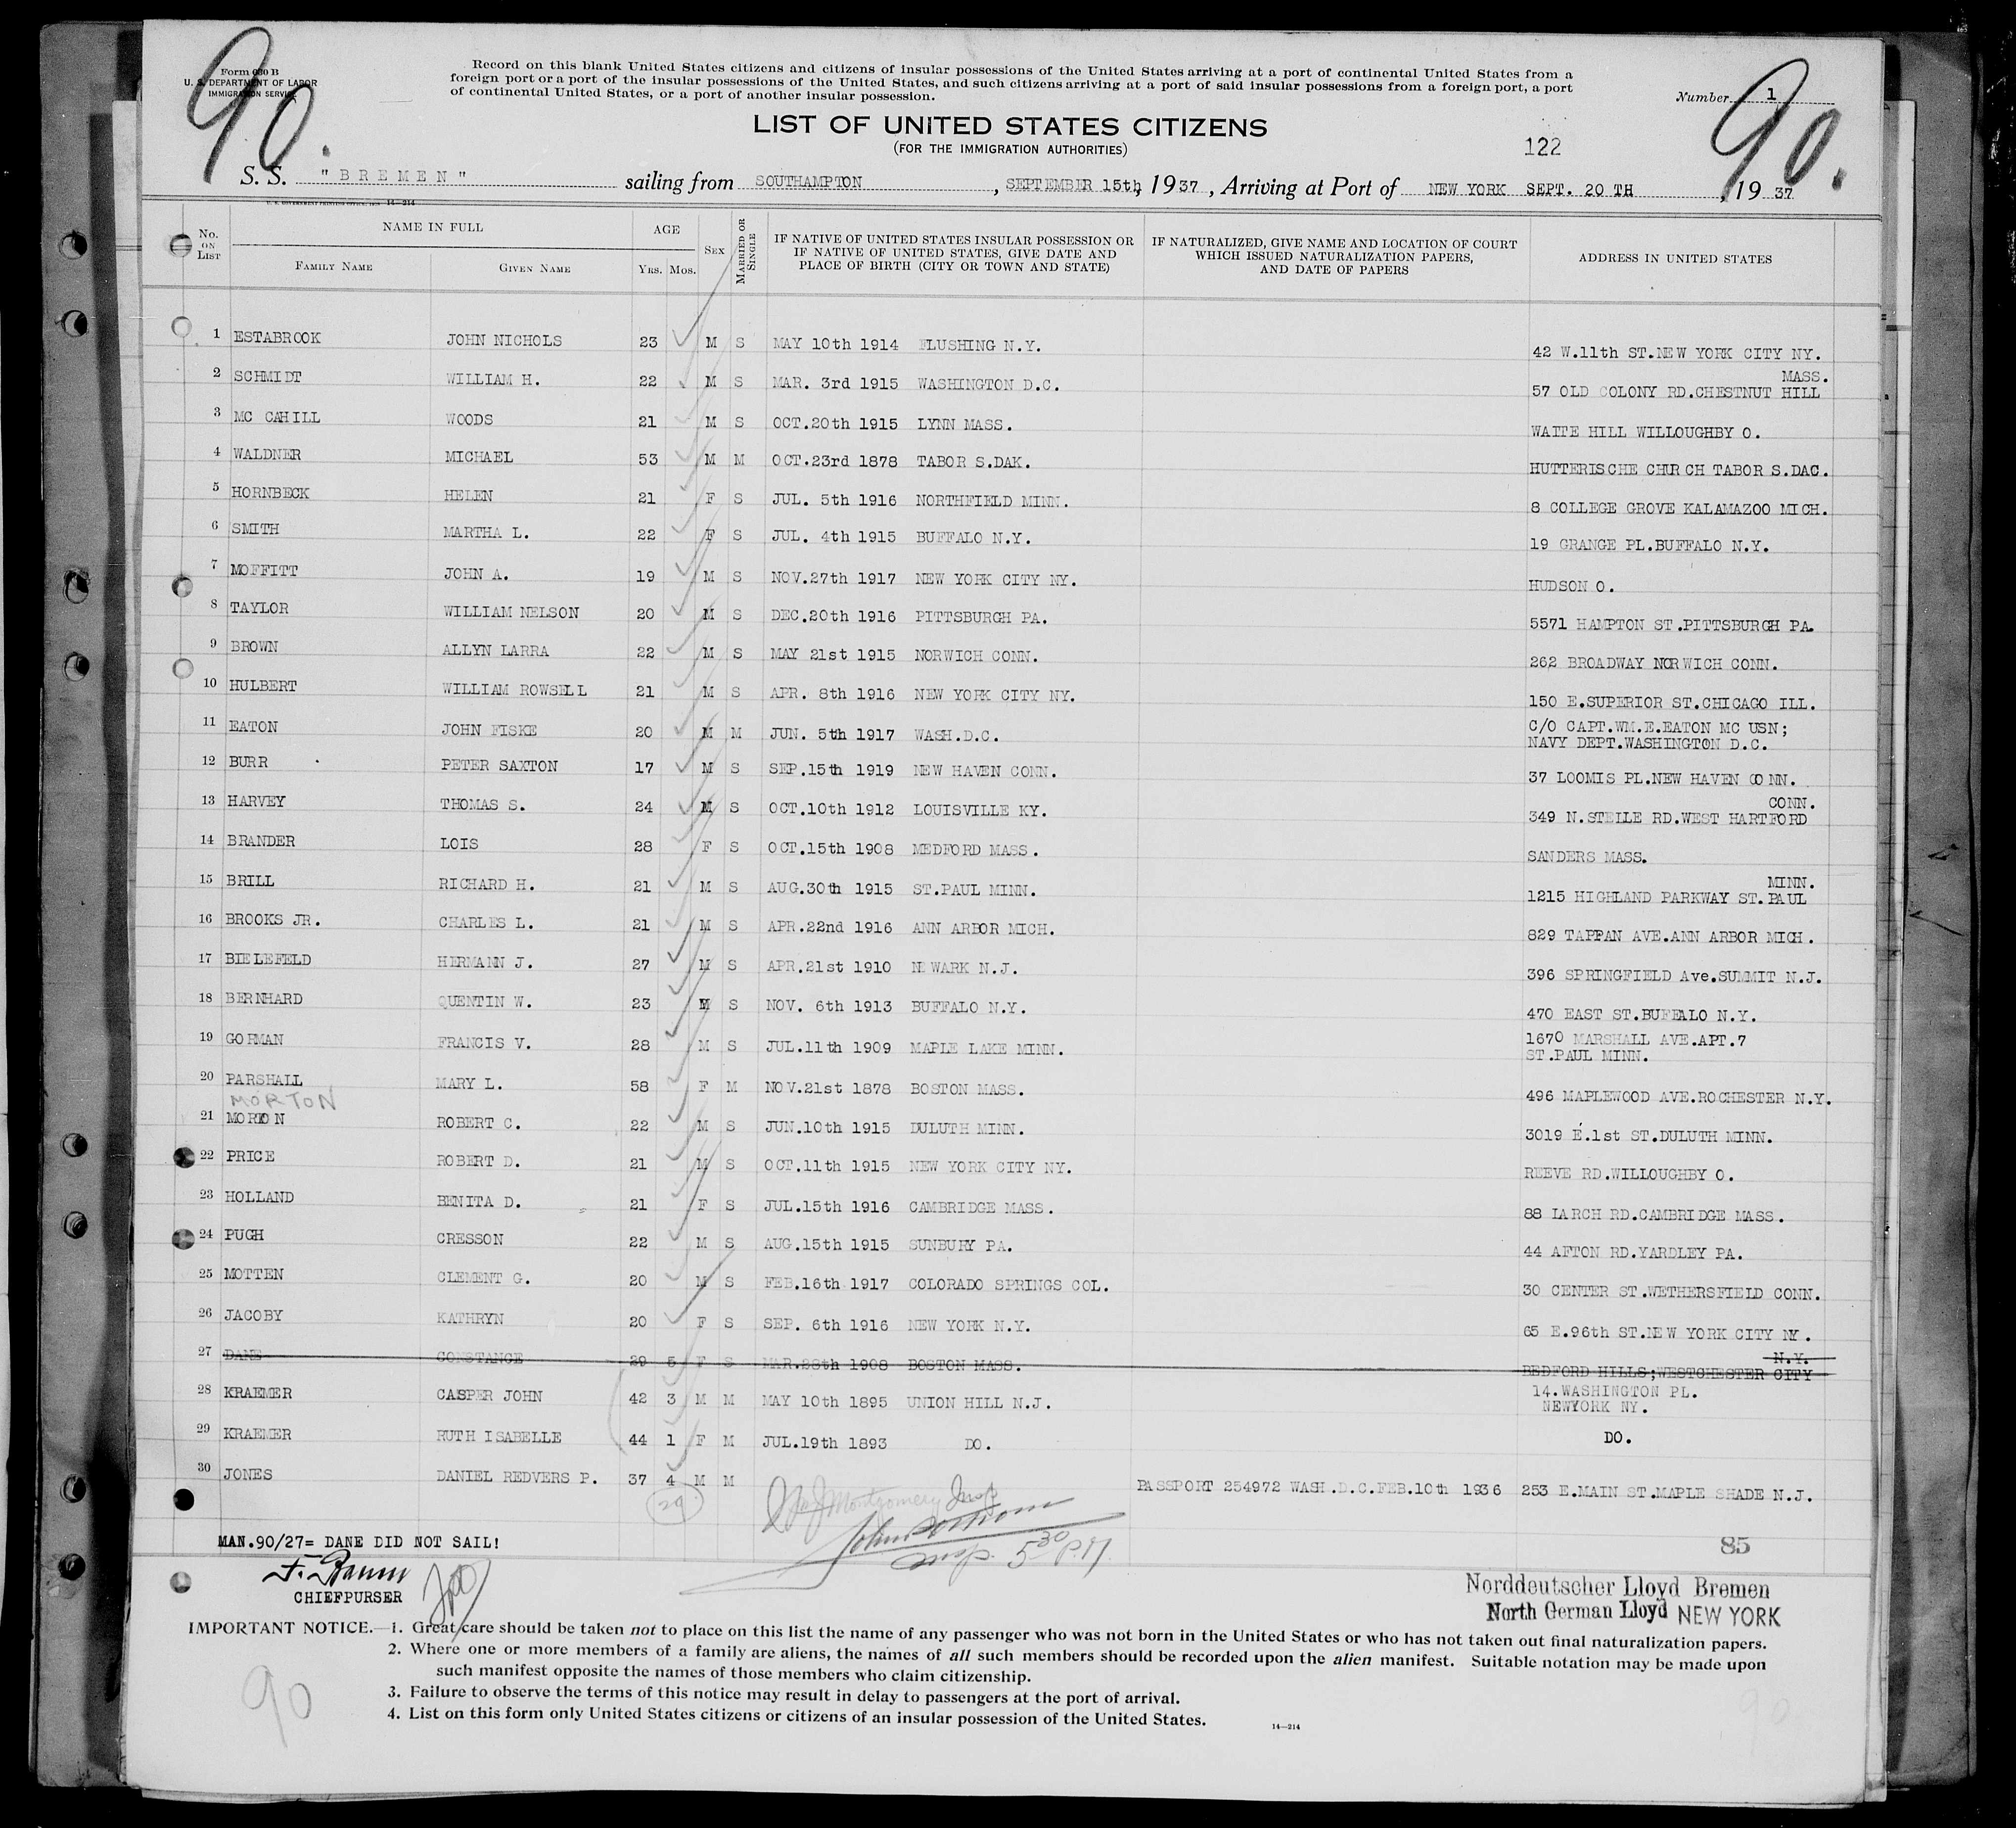 90.
90.
Form 630 B
U. S. DEPARTMENT OF LABOR
IMMIGRATION SERVICE
Record on this blank United States citizens and citizens of insular possessions of the United States arriving at a port of continental United States from a
foreign port or a port of the insular possessions of the United States, and such citizens arriving at a port of said insular possessions from a foreign port, a port
of continental United States, or a port of another insular possession.
Number 1
LIST OF UNITED STATES CITIZENS
(FOR THE IMMIGRATION AUTHORITIES)
122
S. S. "BREMEN" sailing from SOUTHAMPTON, SEPTEMBER 15th, 1937, Arriving at Port of NEW YORK SEPT. 20 TH, 1937
14-214
No. ON LIST
NAME IN FULL
FAMILY NAME GIVEN NAME
AGE
YRS. MOS.
SEX
MARRIED OR SINGLE
IF NATIVE OF UNITED STATES INSULAR POSSESSION OR
IF NATIVE OF UNITED STATES, GIVE DATE AND
PLACE OF BIRTH (CITY OR TOWN AND STATE)
IF NATURALIZED, GIVE NAME AND LOCATION OF COURT
WHICH ISSUED NATURALIZATION PAPERS,
AND DATE OF PAPERS
ADDRESS IN UNITED STATES
1 ESTABROOK JOHN NICHOLS 23 M S MAY 10th 1914 FLUSHING N.Y. 42 W.11th ST.NEW YORK CITY NY.
2 SCHMIDT WILLIAM H. 22 M S MAR. 3rd 1915 WASHINGTON D.C. 57 OLD COLONY RD.CHESTNUT HILL MASS.
3 MC CAHILL WOODS 21 M S OCT.20th 1915 LYNN MASS. WAITE HILL WILLOUGHBY O.
4 WALDNER MICHAEL 53 M M OCT.23rd 1878 TABOR S.DAK. HUTTERISCHE CHURCH TABOR S.DAC.
5 HORNBECK HELEN 21 F S JUL. 5th 1916 NORTHFIELD MINN. 8 COLLEGE GROVE KALAMAZOO MICH.
6 SMITH MARTHA L. 22 F S JUL. 4th 1915 BUFFALO N.Y. 19 GRANGE PL.BUFFALO N.Y.
7 MOFFITT JOHN A. 19 M S NOV.27th 1917 NEW YORK CITY NY. HUDSON O.
8 TAYLOR WILLIAM NELSON 20 M S DEC.20th 1916 PITTSBURGH PA. 5571 HAMPTON ST.PITTSBURGH PA.
9 BROWN ALLYN LARRA 22 M S MAY 21st 1915 NORWICH CONN. 262 BROADWAY NORWICH CONN.
10 HULBERT WILLIAM ROWSELL 21 M S APR. 8th 1916 NEW YORK CITY NY. 150 E.SUPERIOR ST.CHICAGO ILL.
11 EATON JOHN FISKE 20 M M JUN. 5th 1917 WASH.D.C. C/O CAPT.WM.E.EATON MC USN;
NAVY DEPT.WASHINGTON D.C.
12 BURR PETER SAXTON 17 M S SEP.15th 1919 NEW HAVEN CONN. 37 LOOMIS PL.NEW HAVEN CONN.
13 HARVEY THOMAS S. 24 M S OCT.10th 1912 LOUISVILLE KY. 349 N.STELLE RD.WEST HARTFORD CONN.
14 BRANDER LOIS 28 F S OCT.15th 1908 MEDFORD MASS. SANDERS MASS.
15 BRILL RICHARD H. 21 M S AUG.30th 1915 ST.PAUL MINN. 1215 HIGHLAND PARKWAY ST.PAUL MINN.
16 BROOKS JR. CHARLES L. 21 M S APR.22nd 1916 ANN ARBOR MICH. 829 TAPPAN AVE.ANN ARBOR MICH.
17 BIELEFELD HERMANN J. 27 M S APR.21st 1910 NEWARK N.J. 396 SPRINGFIELD Ave.SUMMIT N.J.
18 BERNHARD QUENTIN W. 23 M S NOV. 6th 1913 BUFFALO N.Y. 470 EAST ST.BUFFALO N.Y.
19 GORMAN FRANCIS V. 28 M S JUL.11th 1909 MAPLE LAKE MINN. 1670 MARSHALL AVE.APT.7
ST.PAUL MINN.
20 PARSHALL MARY L. 58 F M NOV.21st 1878 BOSTON MASS. 496 MAPLEWOOD AVE.ROCHESTER N.Y.
MORTON
21 MORTON ROBERT C. 22 M S JUN.10th 1915 DULUTH MINN. 3019 E.1st ST.DULUTH MINN.
22 PRICE ROBERT D. 21 M S OCT.11th 1915 NEW YORK CITY NY. REEVE RD.WILLOUGHBY O.
23 HOLLAND BENITA D. 21 F S JUL.15th 1916 CAMBRIDGE MASS. 88 LARCH RD.CAMBRIDGE MASS.
24 PUGH CRESSON 22 M S AUG.15th 1915 SUNBURY PA. 44 AFTON RD.YARDLEY PA.
25 MOTTEN CLEMENT G. 20 M S FEB.16th 1917 COLORADO SPRINGS COL. 30 CENTER ST.WETHERSFIELD CONN.
26 JACOBY KATHRYN 20 F S SEP. 6th 1916 NEW YORK N.Y. 65 E.96th ST.NEW YORK CITY NY.
27 DANE CONSTANCE 29 5 F S MAR.28th 1908 BOSTON MASS. BEDFORD HILLS;WESTCHESTER CITY N.Y.
28 KRAEMER CASPER JOHN 42 3 M M MAY 10th 1895 UNION HILL N.J. 14.WASHINGTON PL.
NEWYORK NY.
29 KRAEMER RUTH ISABELLE 44 1 F M JUL.19th 1893 DO. DO.
30 JONES DANIEL REDVERS P. 37 4 M M PASSPORT 254972 WASH.D.C.FEB.10th 1936 253 E.MAIN ST.MAPLE SHADE N.J.
29
Montgomery Insp
Insp. 5 30 P.M.
MAN.90/27= DANE DID NOT SAIL!
85
CHIEFPURSER
Norddeutscher Lloyd Bremen
North German Lloyd NEW YORK
IMPORTANT NOTICE.—1. Great care should be taken not to place on this list the name of any passenger who was not born in the United States or who has not taken out final naturalization papers.
2. Where one or more members of a family are aliens, the names of all such members should be recorded upon the alien manifest. Suitable notation may be made upon
such manifest opposite the names of those members who claim citizenship.
3. Failure to observe the terms of this notice may result in delay to passengers at the port of arrival.
4. List on this form only United States citizens or citizens of an insular possession of the United States.
14—214
90
90